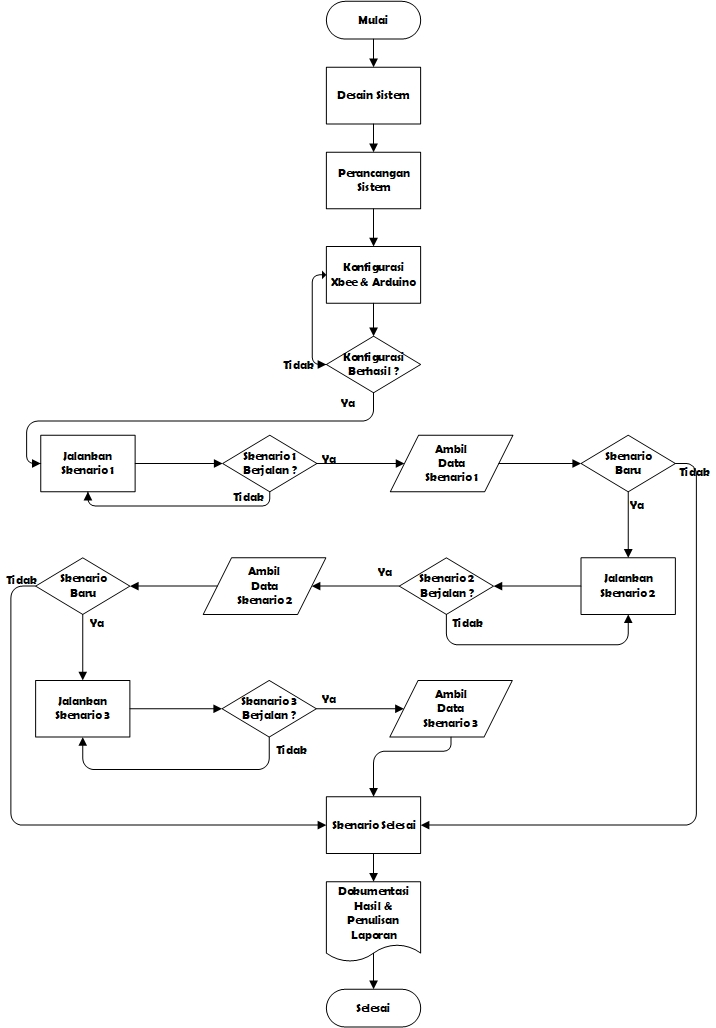 Mulai
Desain Sistem
Perancangan
Sistem
Konfigurasi
Xbee & Arduino
Tidak
Konfigurasi
Berhasil ?
Ya
Jalankan
Skenario 1
Skenario 1
Berjalan ?
Ya
Tidak
Ambil
Data
Skenario 1
Skenario
Baru
Tidak
Ya
Jalankan
Skenario 2
Skenario 2
Berjalan ?
Ya
Tidak
Ambil
Data
Skenario 2
Skenario
Baru
Tidak
Ya
Jalankan
Skenario 3
Skanario 3
Berjalan ?
Ya
Tidak
Ambil
Data
Skenario 3
Skenario Selesai
Dokumentasi
Hasil &
Penulisan
Laporan
Selesai